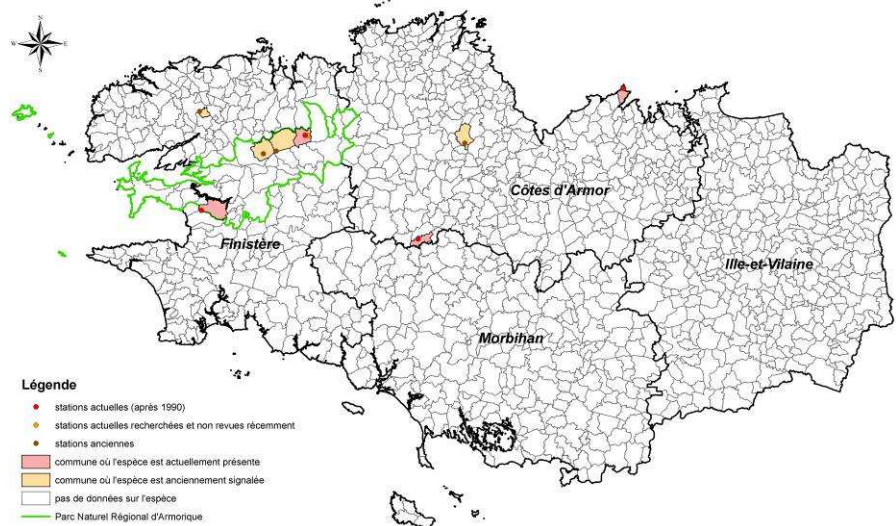 N
W E
S
Côtes d'Armor
Finistère
Ille-et-Vilaine
Morbihan
Légende
stations actuelles (après 1990)
stations actuelles recherchées et non revues récemment
stations anciennes
commune où l'espèce est actuellement présente
commune où l'espèce est anciennement signalée
pas de données sur l'espèce
Parc Naturel Régional d'Armorique